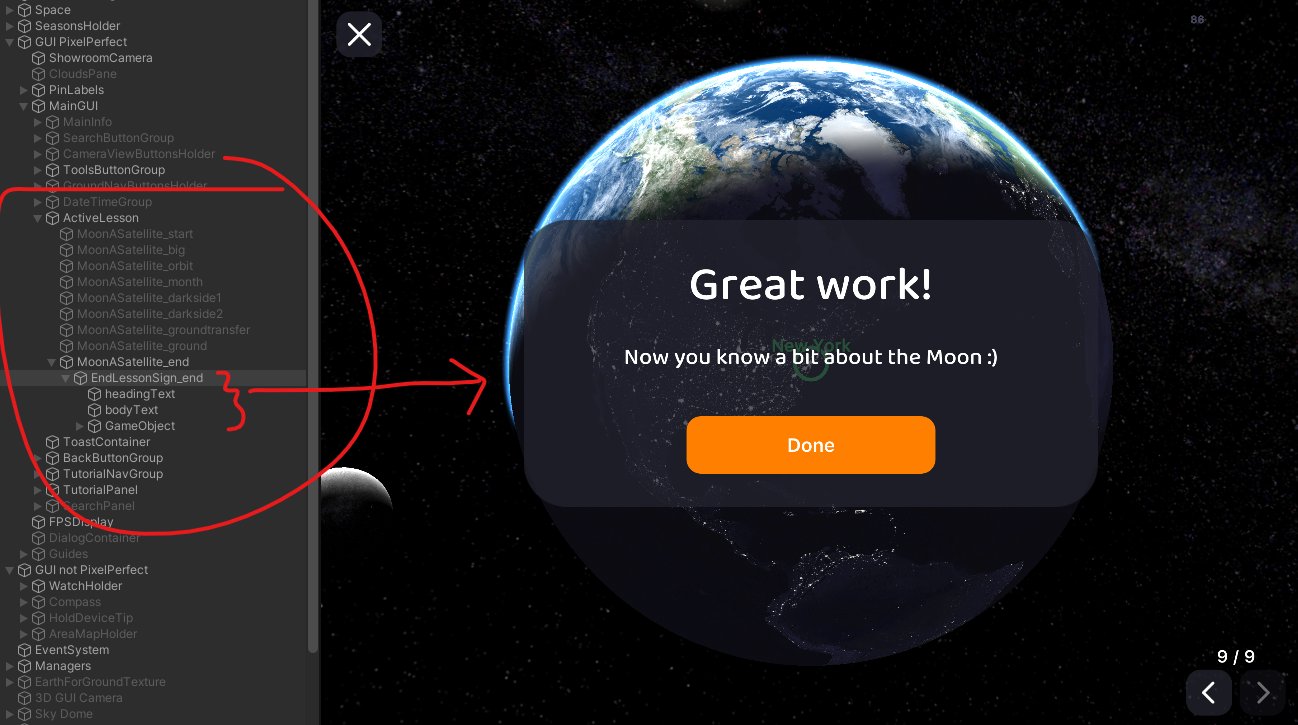 Space
SeasonsHolder
GUI PixelPerfect
ShowroomCamera
CloudsPane
PinLabels
MainGUI
MainInfo
SearchButtonGroup
CameraViewButtonsHolder
ToolsButtonGroup
GroundNavButtonsHolder
DateTimeGroup
ActiveLesson
MoonASatellite_start
MoonASatellite_big
MoonASatellite_orbit
MoonASatellite_month
MoonASatellite_darkside1
MoonASatellite_darkside2
MoonASatellite_groundtransfer
MoonASatellite_ground
MoonASatellite_end
EndLessonSign_end
headingText
bodyText
GameObject
ToastContainer
BackButtonGroup
TutorialNavGroup
TutorialPanel
SearchPanel
FPSDisplay
DialogContainer
Guides
GUI not PixelPerfect
WatchHolder
Compass
HoldDeviceTip
AreaMapHolder
EventSystem
Managers
EarthForGroundTexture
3D GUI Camera
Sky Dome
86
Great work!
New York
Now you know a bit about the Moon :)
Done
9 / 9